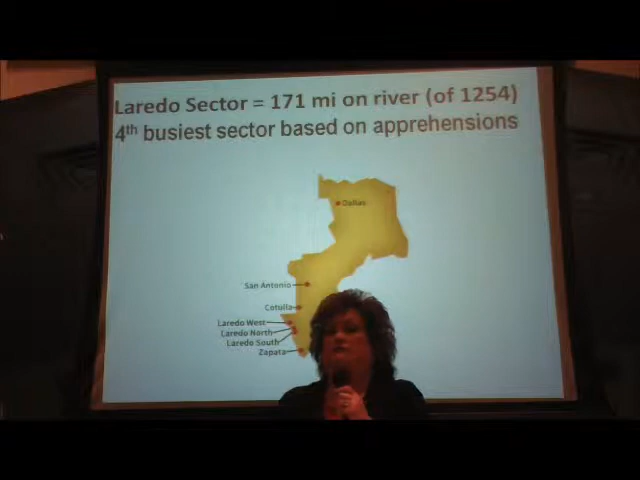 Laredo Sector = 171 mi on river (of 1254)
4th busiest sector based on apprehensions
Dallas
San Antonio
Cotulla
Laredo West
Laredo North
Laredo South
Zapata